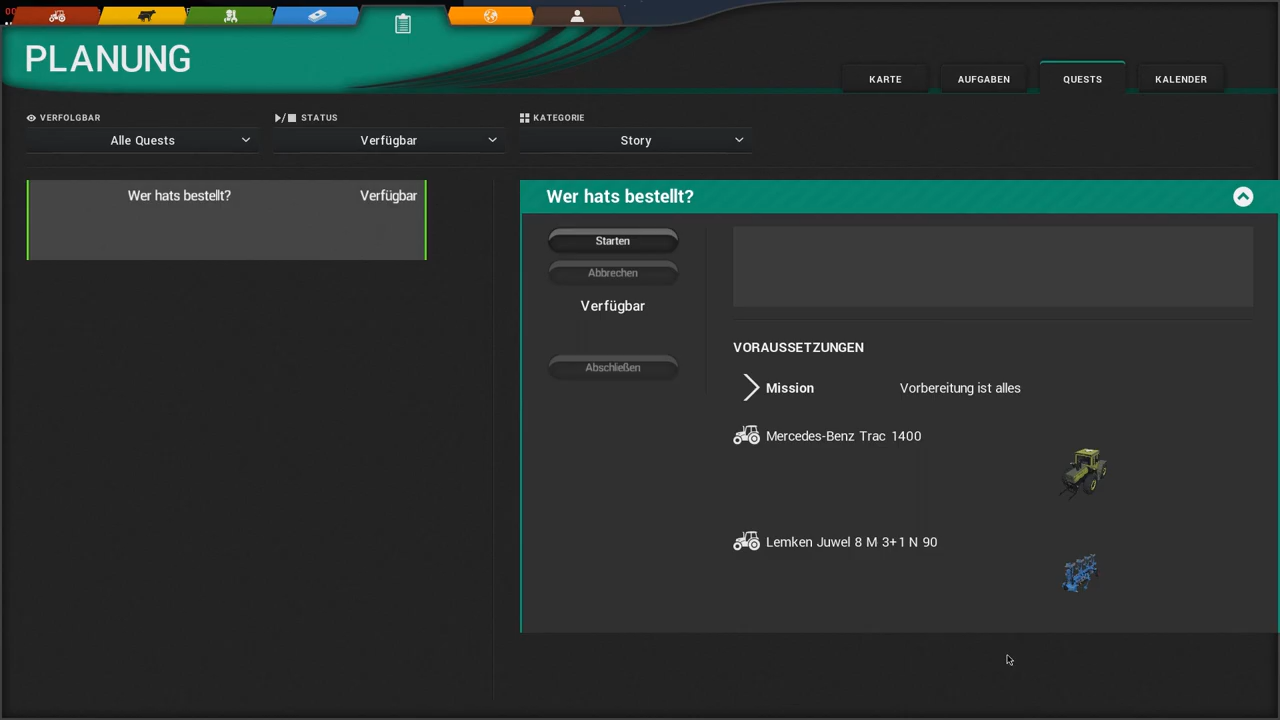 PLANUNG
KARTE
AUFGABEN
QUESTS
KALENDER
VERFOLGBAR
STATUS
KATEGORIE
Alle Quests
Verfügbar
Story
Wer hats bestellt? Verfügbar
Wer hats bestellt?
Starten
Abbrechen
Verfügbar
Abschließen
VORAUSSETZUNGEN
Mission Vorbereitung ist alles
Mercedes-Benz Trac 1400
Lemken Juwel 8 M 3+1 N 90